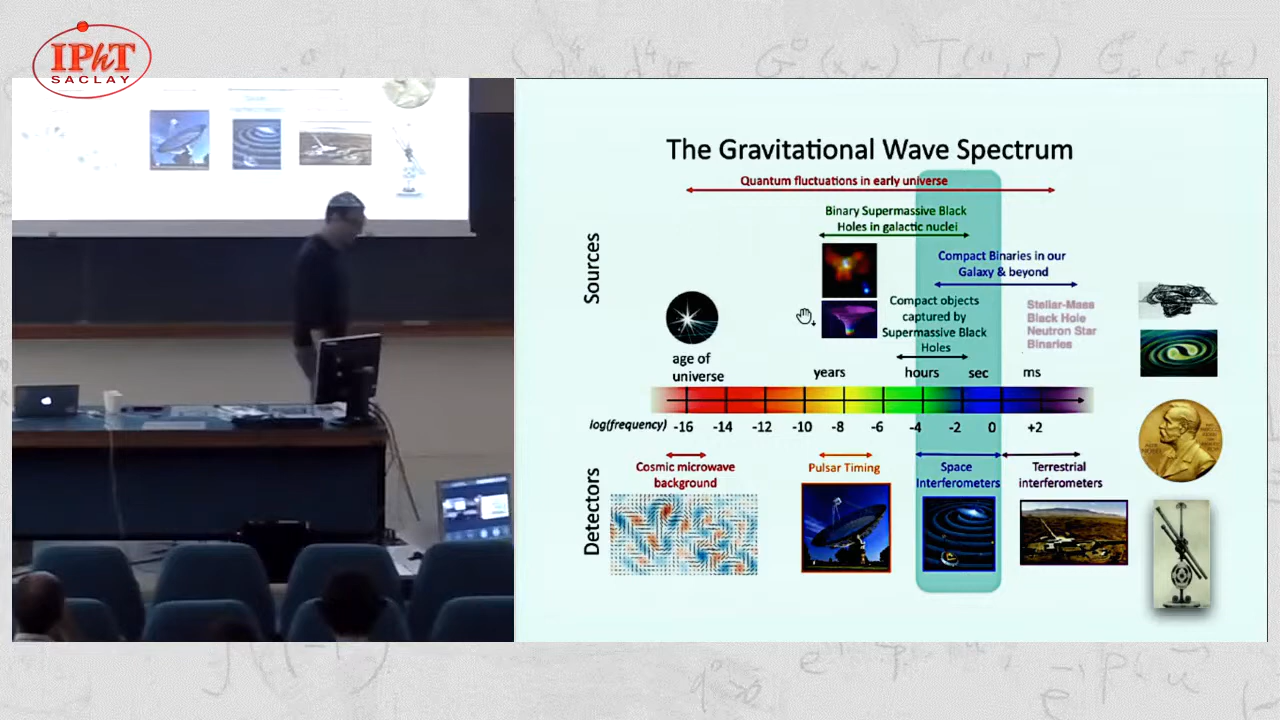 IPhT
SACLAY
The Gravitational Wave Spectrum
Quantum fluctuations in early universe
Binary Supermassive Black
Holes in galactic nuclei
Compact Binaries in our
Galaxy & beyond
Sources
Compact objects
captured by
Supermassive Black
Holes
Stellar-Mass
Black Hole
Neutron Star
Binaries
age of
universe
years
hours
sec
ms
log(frequency) -16 -14 -12 -10 -8 -6 -4 -2 0 +2
Detectors
Cosmic microwave
background
Pulsar Timing
Space
Interferometers
Terrestrial
interferometers